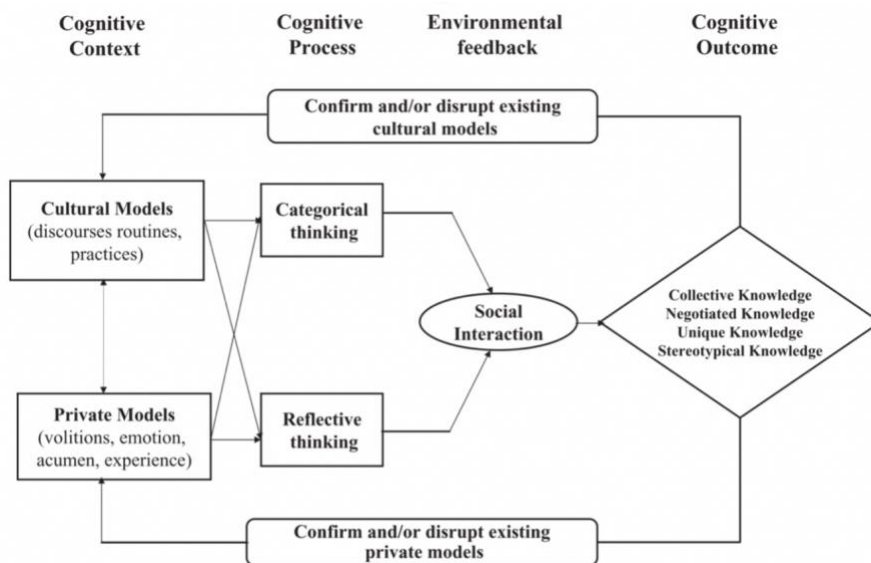 Cognitive
Context
Cognitive
Process
Environmental
feedback
Cognitive
Outcome
Confirm and/or disrupt existing
cultural models
Cultural Models
(discourses routines,
practices)
Categorical
thinking
Social
Interaction
Collective Knowledge
Negotiated Knowledge
Unique Knowledge
Stereotypical Knowledge
Private Models
(volitions, emotion,
acumen, experience)
Reflective
thinking
Confirm and/or disrupt existing
private models